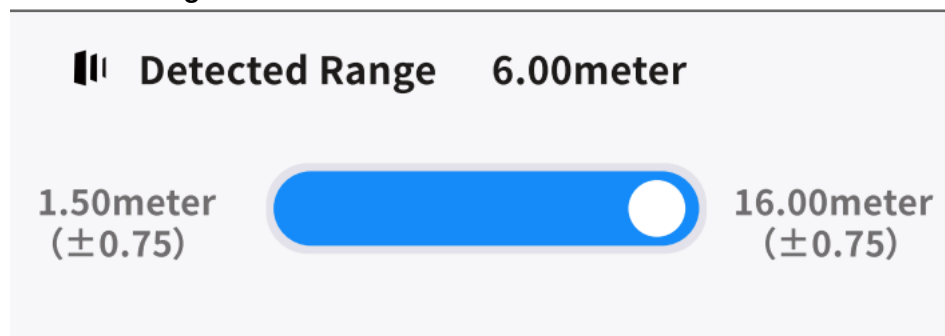 Detected Range 6.00meter
1.50meter
(±0.75)
16.00meter
(±0.75)